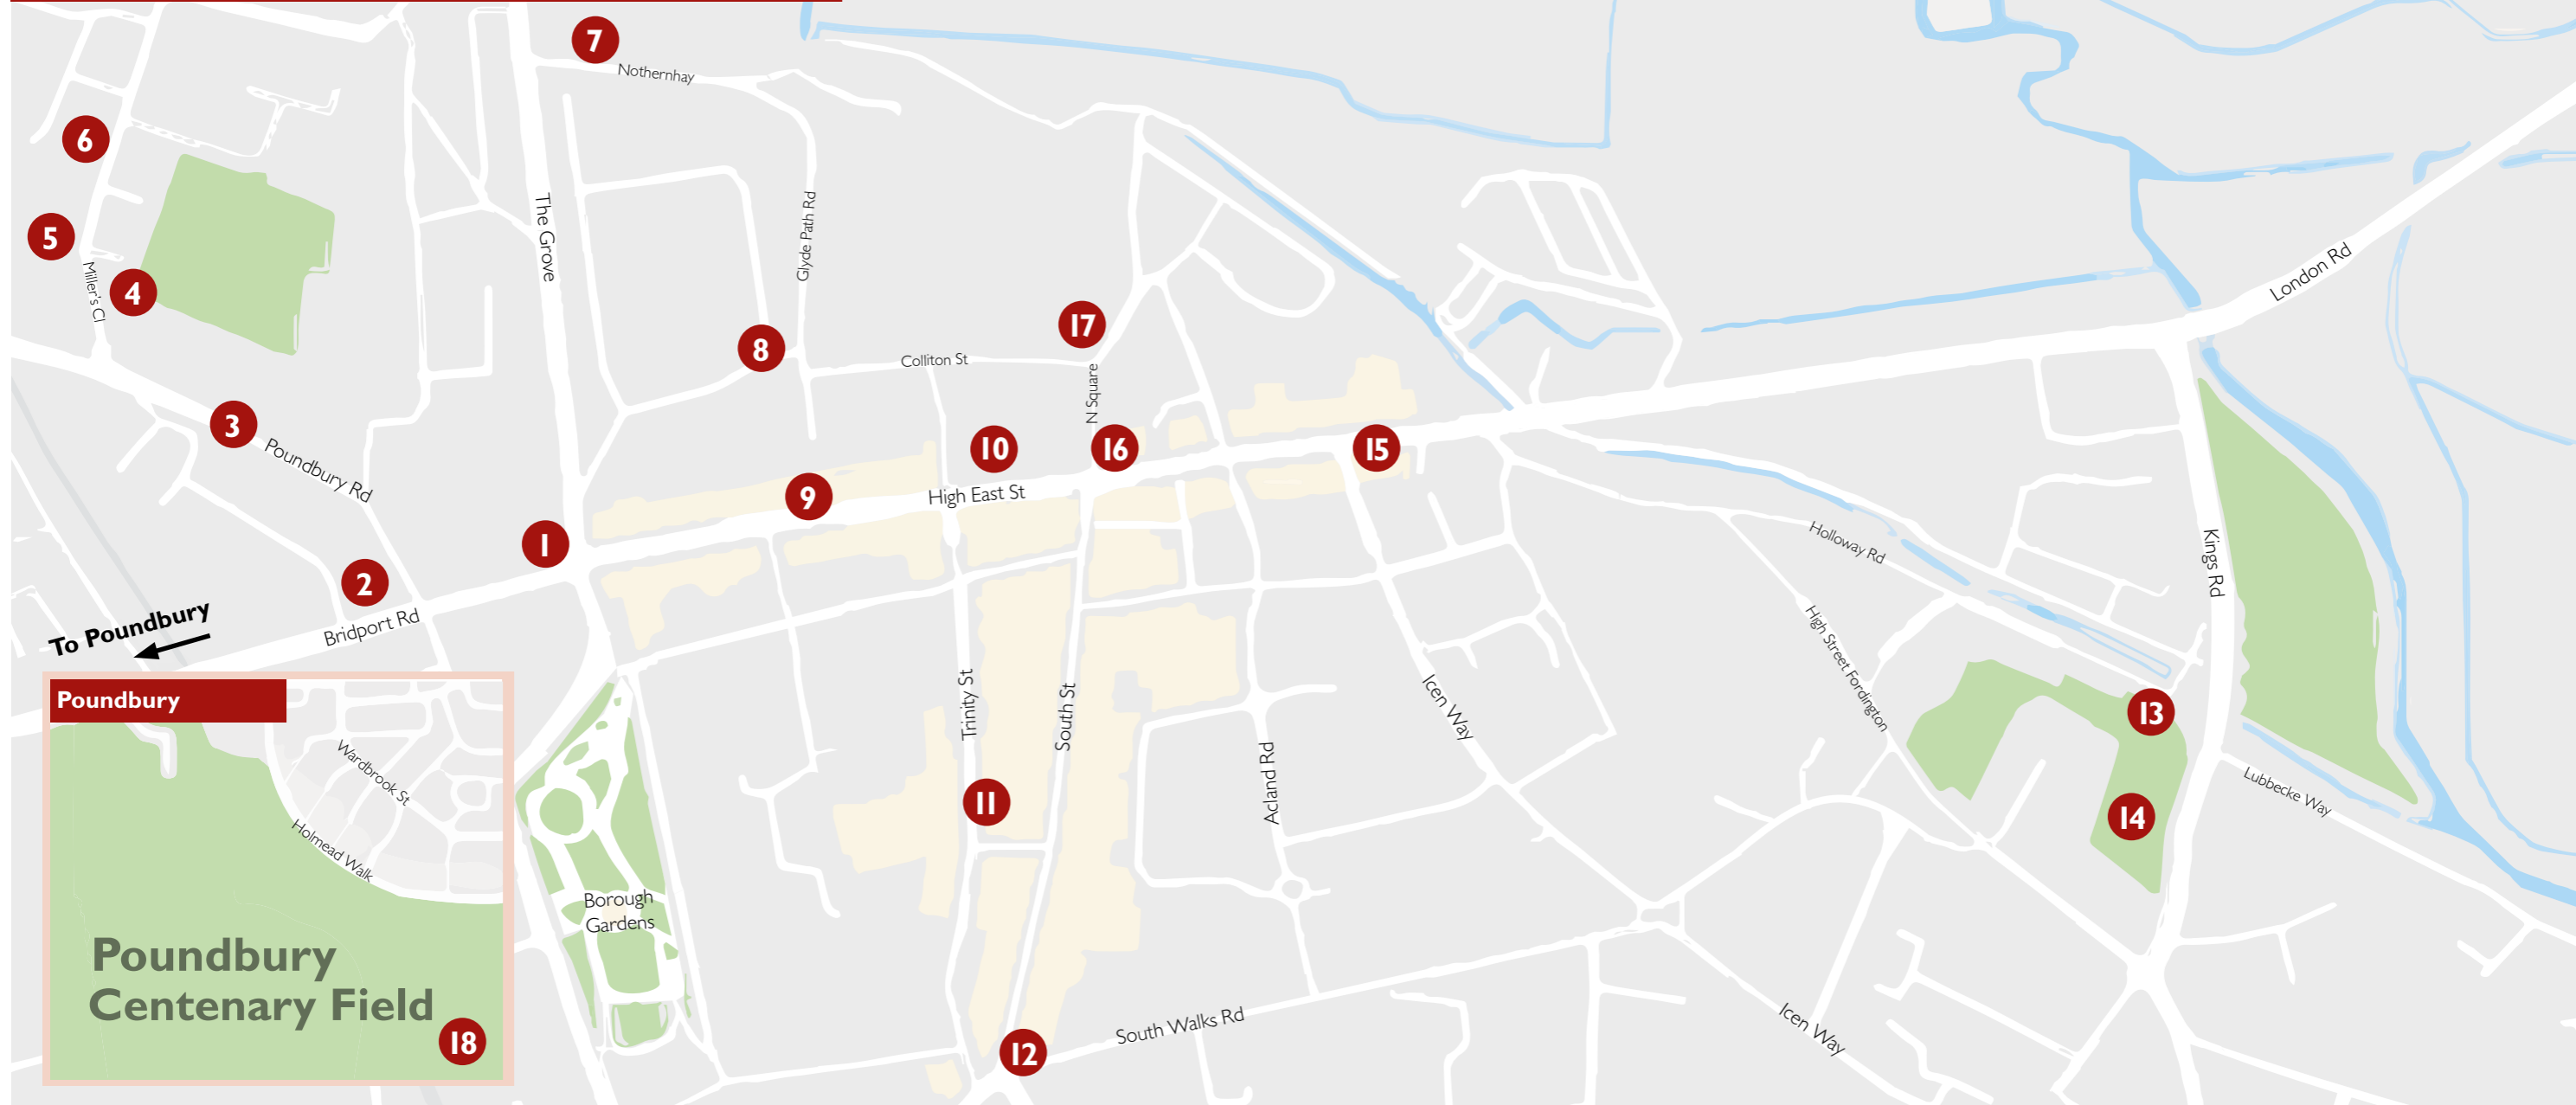 7
Nothernhay
6
The Grove
Glyde Path Rd
5
Miller's Cl
4
London Rd
17
8
Colliton St
N Square
3
Poundbury Rd
10
16
15
9
High East St
1
Holloway Rd
Kings Rd
2
Bridport Rd
To Poundbury
High Street Fordington
Poundbury
Trinity St
South St
Icen Way
13
Wardbrook St
Acland Rd
Lubbecke Way
11
14
Holmead Walk
Borough
Gardens
Poundbury
Centenary Field
18
12
South Walks Rd
Icen Way